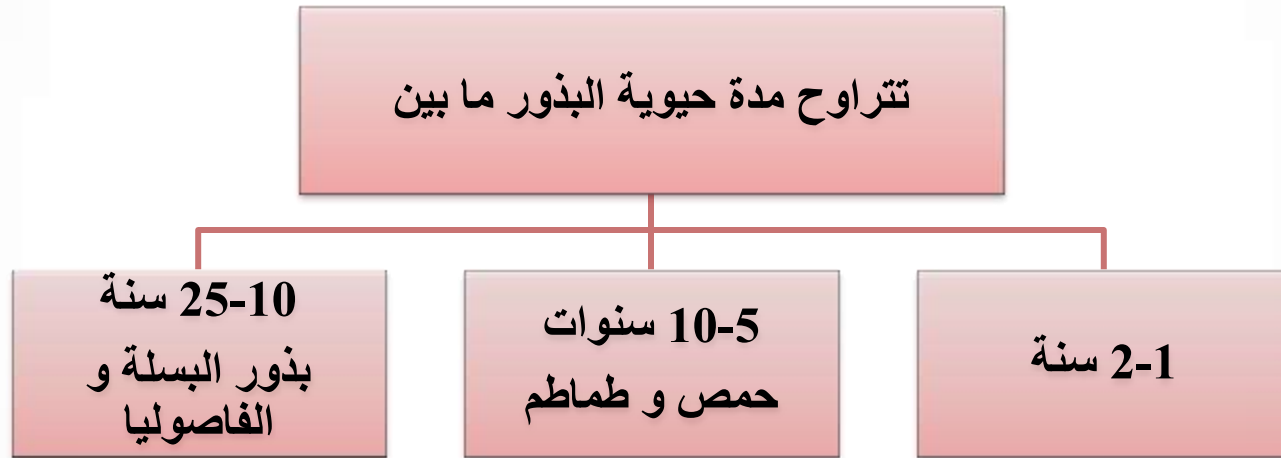 تتراوح مدة حيوية البذور ما بين
2-1 سنة
10-5 سنوات
حمص و طماطم
25-10 سنة
بذور البسلة و
الفاصوليا